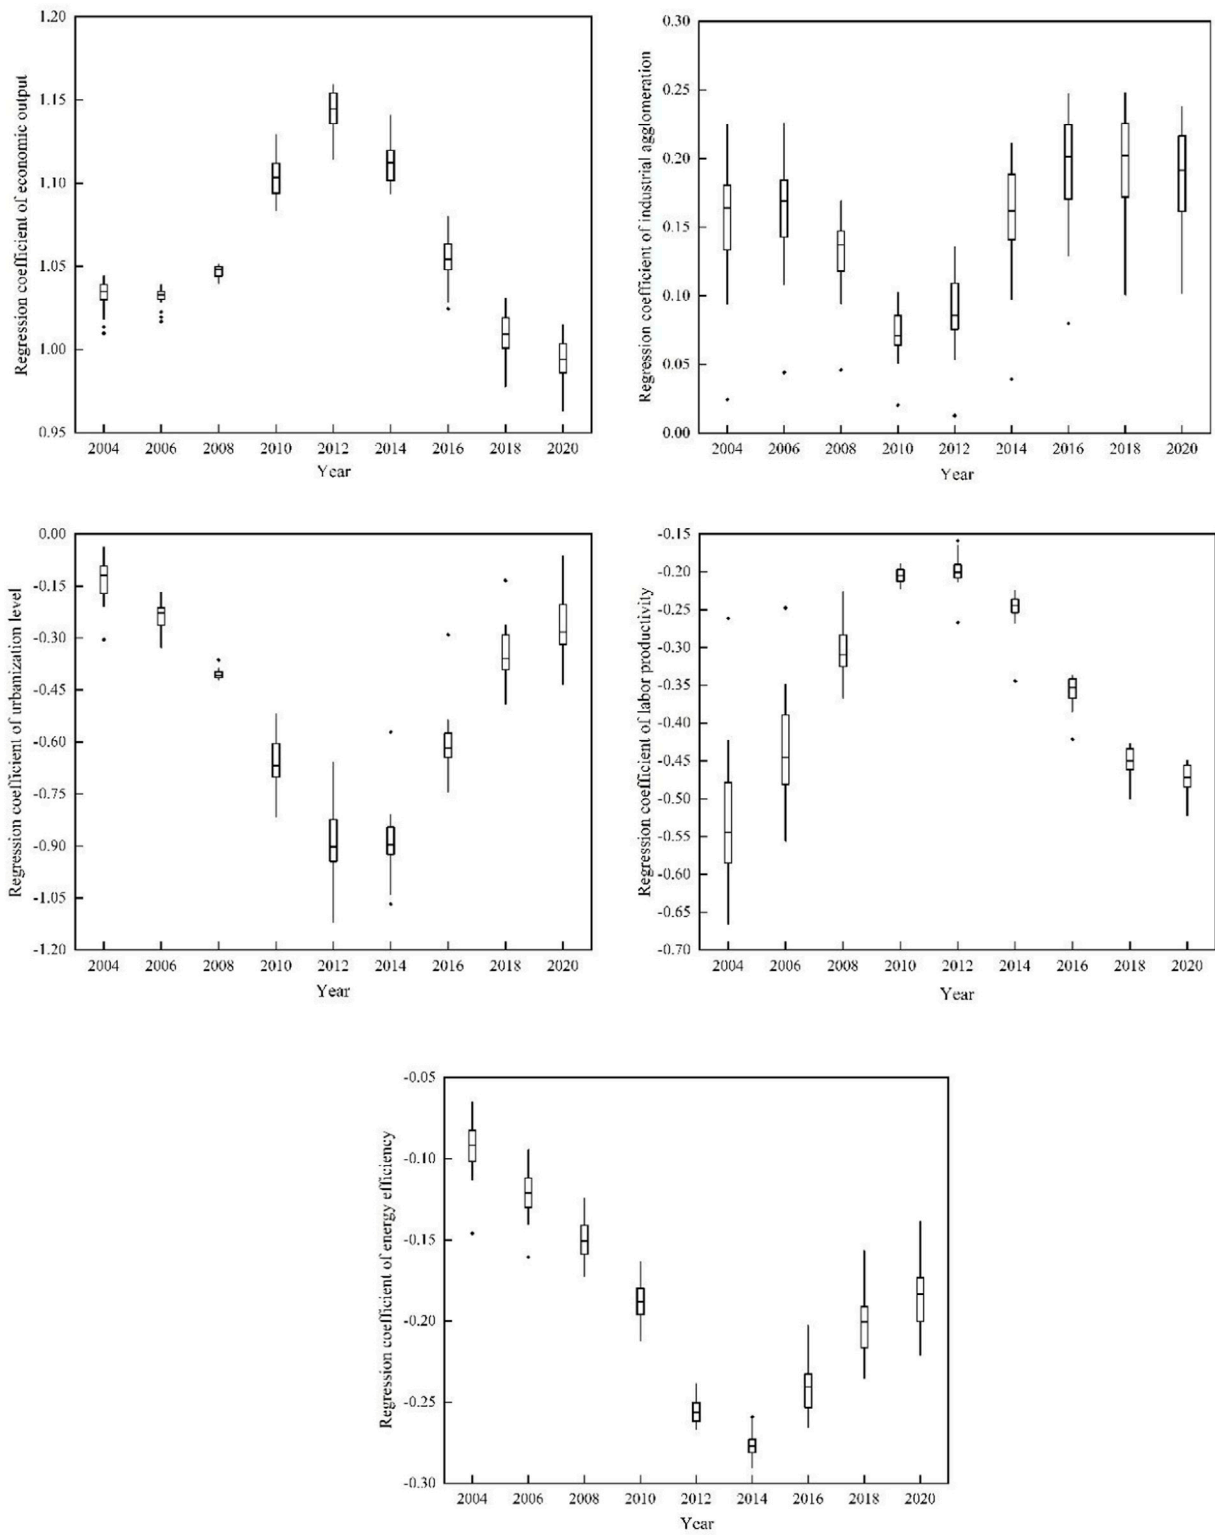 Regression coefficient of economic output
1.20
1.15
1.10
1.05
1.00
0.95
2004 2006 2008 2010 2012 2014 2016 2018 2020
Year
Regression coefficient of industrial agglomeration
0.30
0.25
0.20
0.15
0.10
0.05
0.00
2004 2006 2008 2010 2012 2014 2016 2018 2020
Year
Regression coefficient of urbanization level
0.00
-0.15
-0.30
-0.45
-0.60
-0.75
-0.90
-1.05
-1.20
2004 2006 2008 2010 2012 2014 2016 2018 2020
Year
Regression coefficient of labor productivity
-0.15
-0.20
-0.25
-0.30
-0.35
-0.40
-0.45
-0.50
-0.55
-0.60
-0.65
-0.70
2004 2006 2008 2010 2012 2014 2016 2018 2020
Year
Regression coefficient of energy efficiency
-0.05
-0.10
-0.15
-0.20
-0.25
-0.30
2004 2006 2008 2010 2012 2014 2016 2018 2020
Year